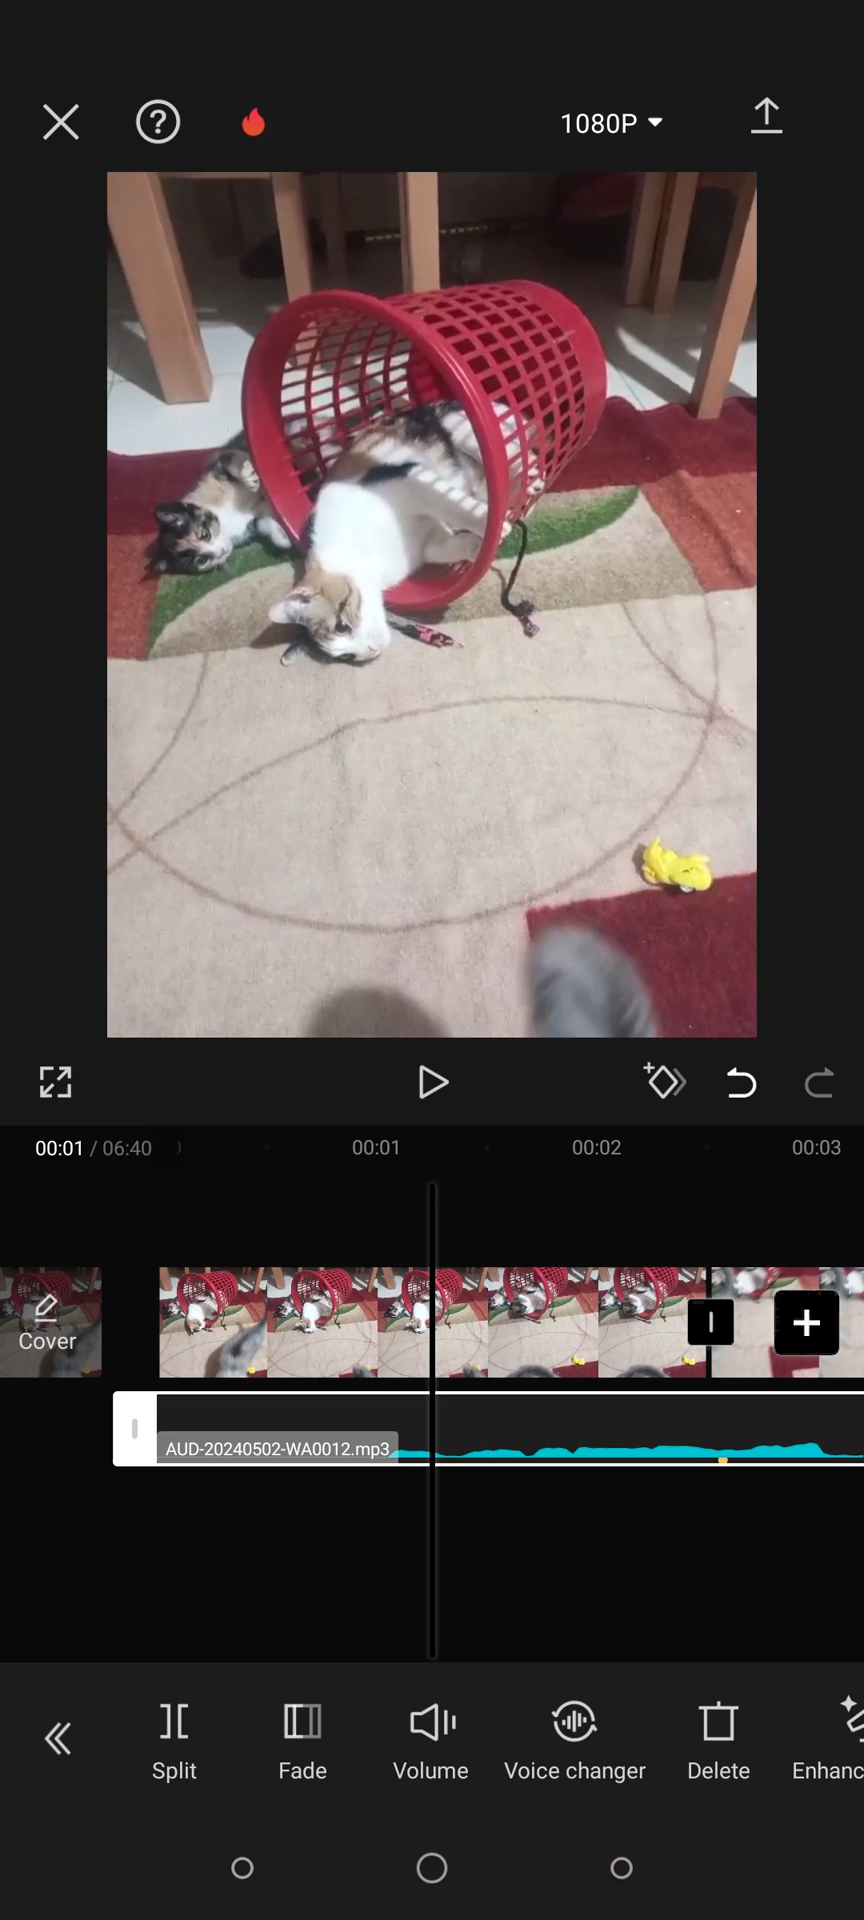 1080P
00:01 / 06:40
00:01
00:02
00:03
Cover
AUD-20240502-WA0012.mp3
Split
Fade
Volume
Voice changer
Delete
Enhanc